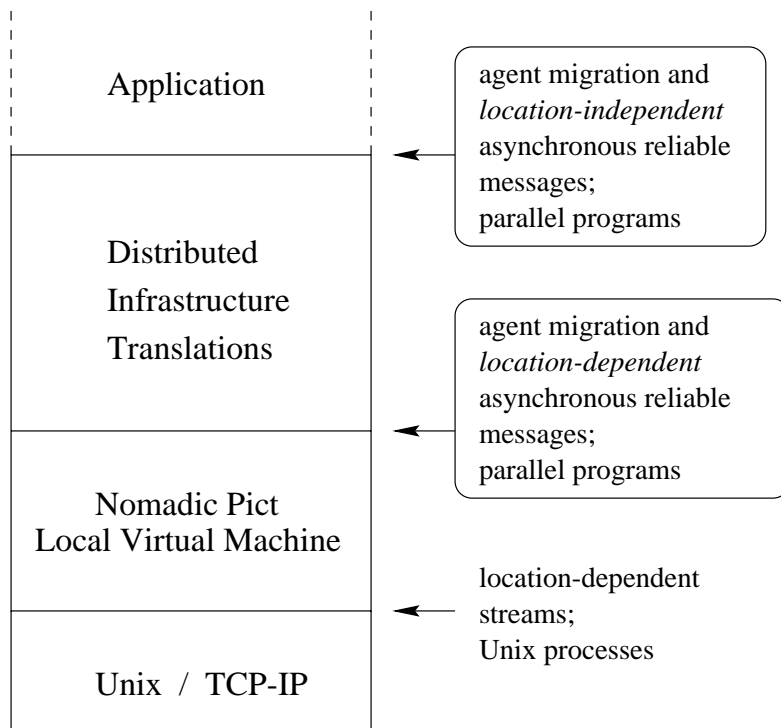 Application
agent migration and
location-independent
asynchronous reliable
messages;
parallel programs
Distributed
Infrastructure
Translations
agent migration and
location-dependent
asynchronous reliable
messages;
parallel programs
Nomadic Pict
Local Virtual Machine
location-dependent
streams;
Unix processes
Unix / TCP-IP